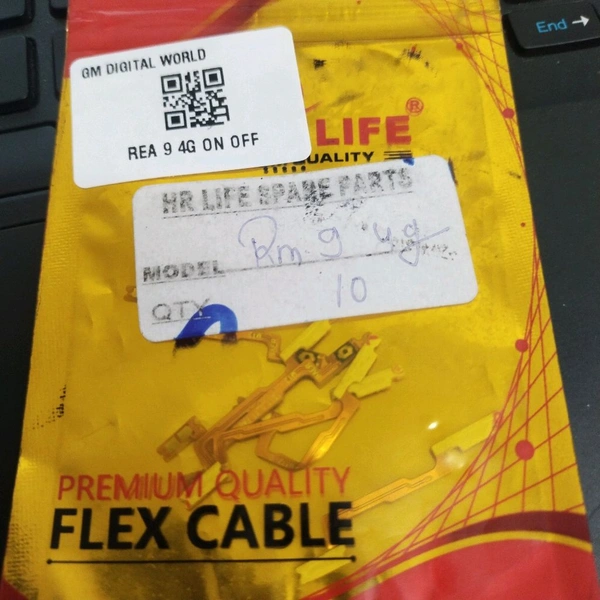 End →
GM DIGITAL WORLD
REA 9 4G ON OFF
LIFE ®
QUALITY
HR LIFE SPARE PARTS
MODEL Rm 9 4g
QTY 10
PREMIUM QUALITY
FLEX CABLE